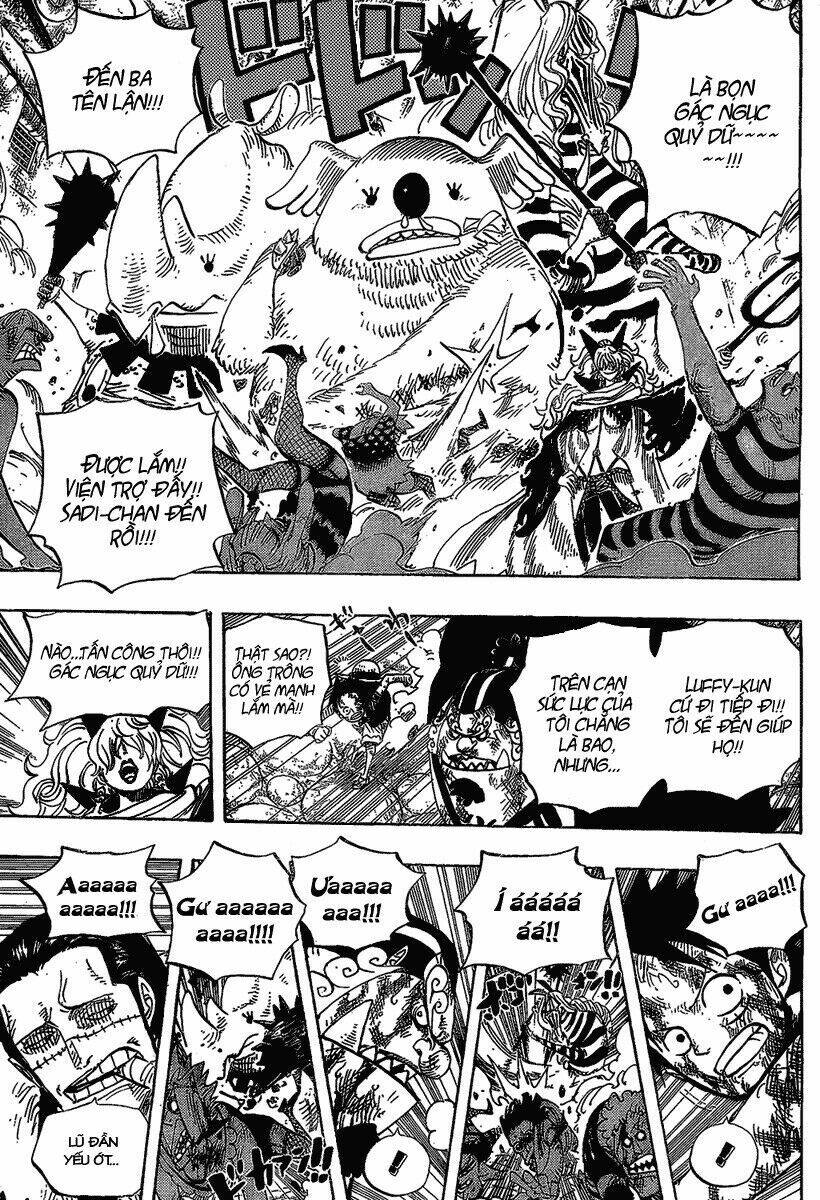 LÀ BỌN
GÁC NGỤC
QUỶ DỮ~~~~
~~!!!
ĐẾN BA
TÊN LẬN!!!
ĐƯỢC LẮM!!
VIỆN TRỢ ĐÂY!!
SADI-CHAN ĐẾN
RỒI!!!
LUFFY-KUN
CỨ ĐI TIẾP ĐI!!
TÔI SẼ ĐẾN GIÚP
HỌ!!
TRÊN CẠN
SỨC LỰC CỦA
TÔI CHẲNG
LÀ BAO,
NHƯNG...
THẬT SAO?!
ÔNG TRÔNG
CÓ VẺ MẠNH
LẮM MÀ!!
NÀO...TẤN CÔNG THÔI!!
GÁC NGỤC QUỶ DỮ!!!
Gư aaaa!!!
!
Í ááááá
áá!!
!
Ưaaaaa
aaa!!!
Gư aaaaaa
aaaa!!!!
Aaaaaa
aaaaa!!!
LŨ ĐẦN
YẾU ỚT...